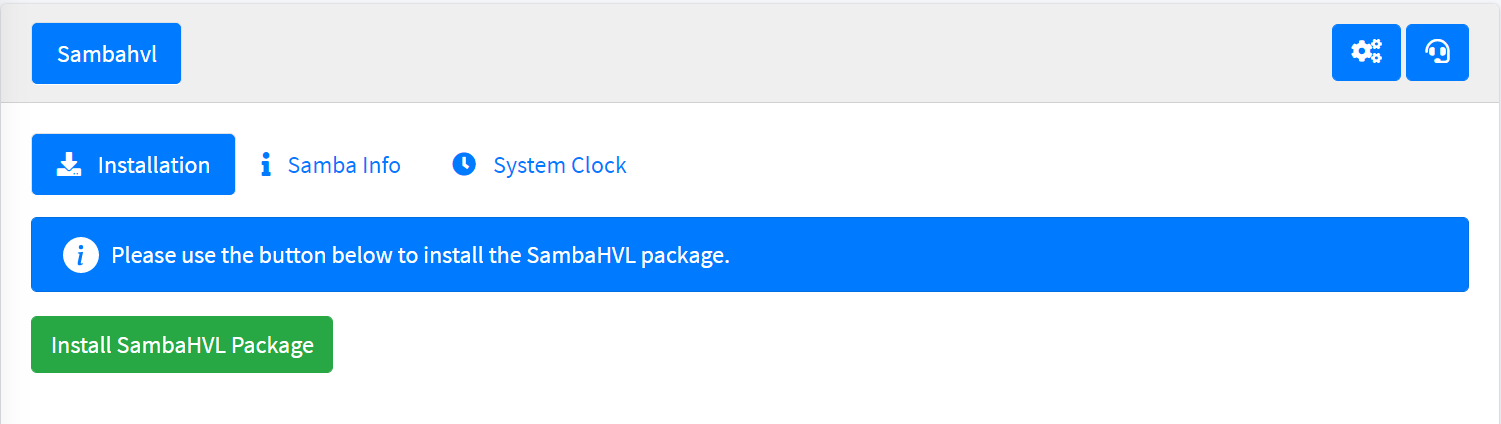 Sambahvl
Installation
Samba Info
System Clock
Please use the button below to install the SambaHVL package.
Install SambaHVL Package